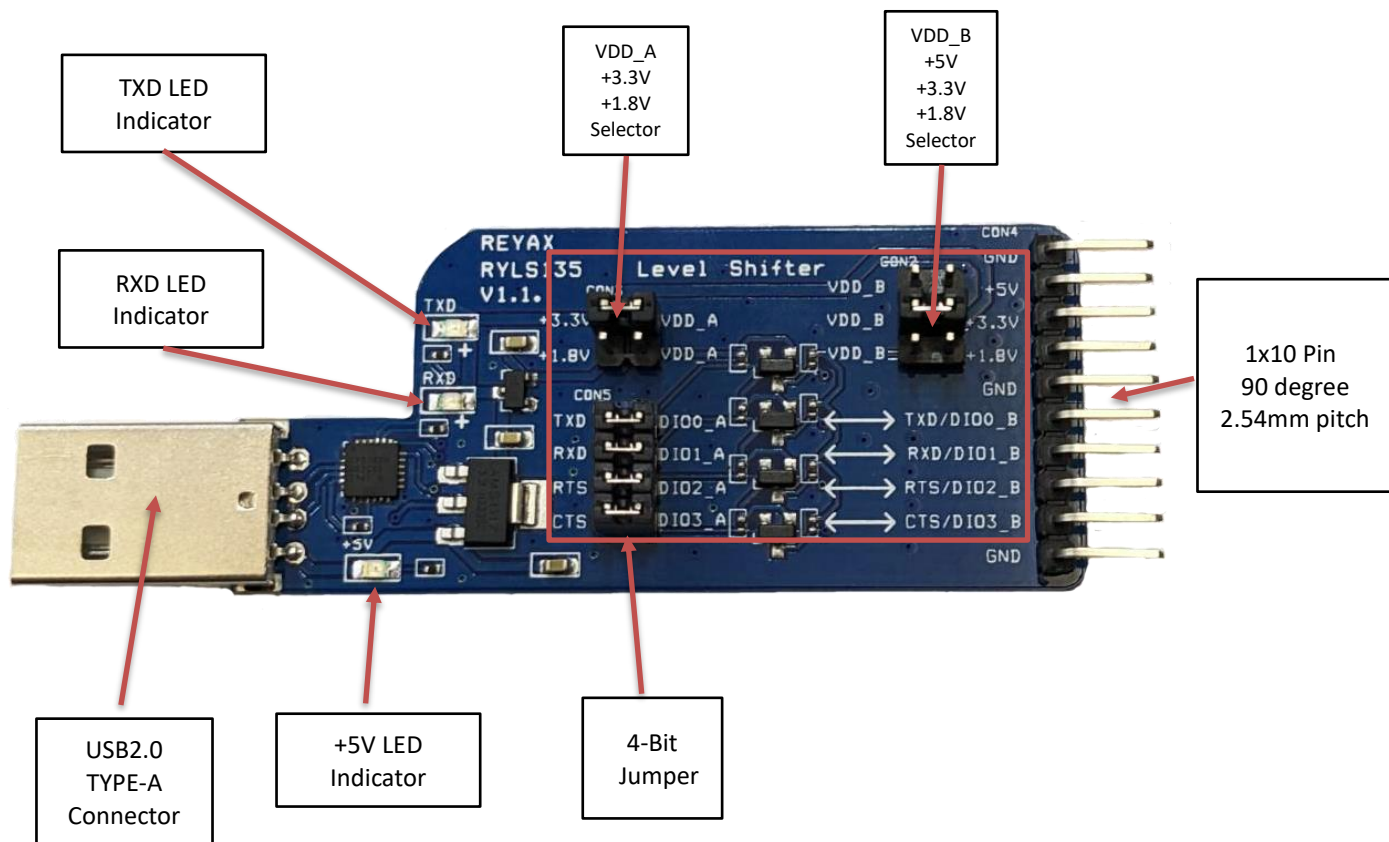 VDD_A
+3.3V
+1.8V
Selector
VDD_B
+5V
+3.3V
+1.8V
Selector
TXD LED
Indicator
RXD LED
Indicator
REYAX
RYLS135
V1.1.
Level Shifter
CON4
GND
+5V
+3.3V
+1.8V
GND
TXD/DIO0_B
RXD/DIO1_B
RTS/DIO2_B
CTS/DIO3_B
GND
CON2
VDD_B
VDD_B
VDD_B=
+3.3V
VDD_A
+1.8V
VDD_A
CON5
TXD
DIO0_A
RXD
DIO1_A
RTS
DIO2_A
CTS
DIO3_A
TXD
+
RXD
+
+5V
1x10 Pin
90 degree
2.54mm pitch
USB2.0
TYPE-A
Connector
+5V LED
Indicator
4-Bit
Jumper